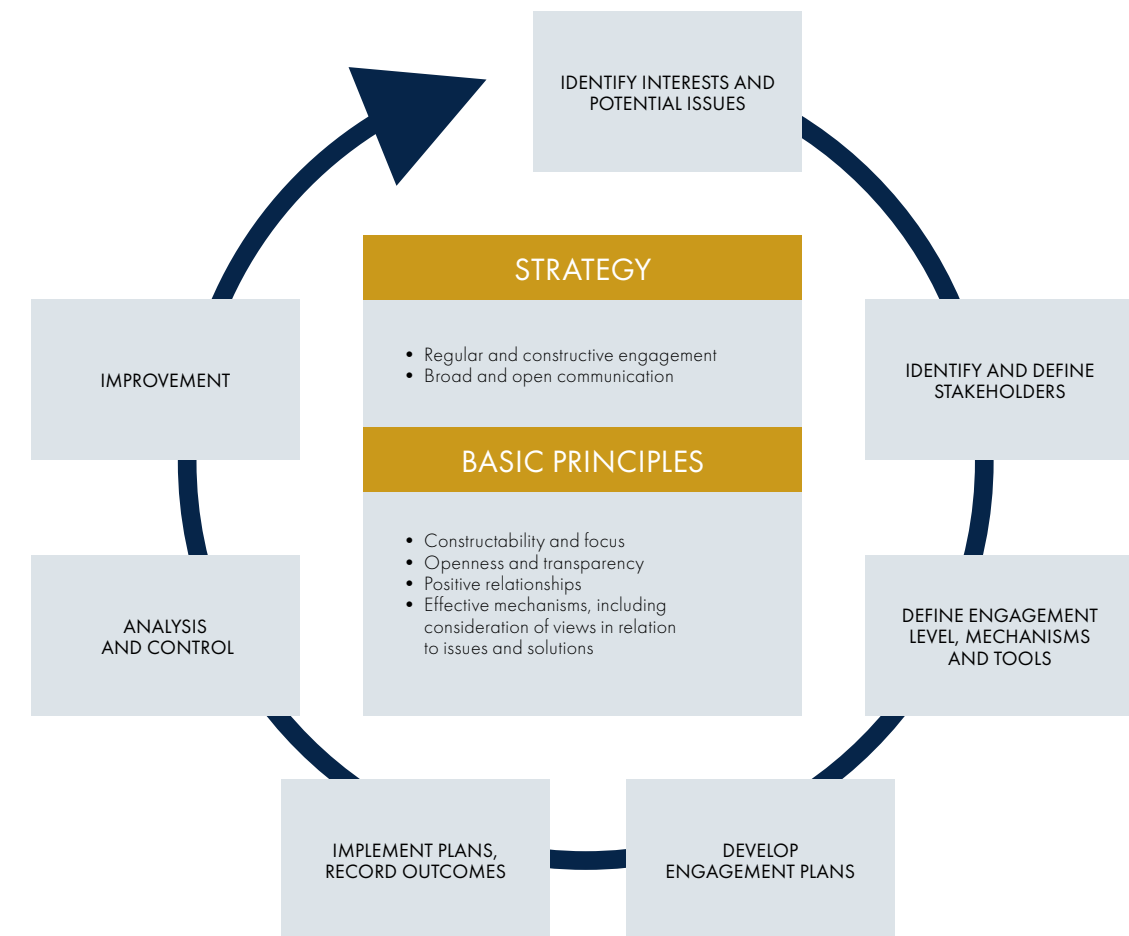 IDENTIFY INTERESTS AND
POTENTIAL ISSUES
IDENTIFY AND DEFINE
STAKEHOLDERS
DEFINE ENGAGEMENT
LEVEL, MECHANISMS
AND TOOLS
DEVELOP
ENGAGEMENT PLANS
IMPLEMENT PLANS,
RECORD OUTCOMES
ANALYSIS
AND CONTROL
IMPROVEMENT
STRATEGY
• Regular and constructive engagement
• Broad and open communication
BASIC PRINCIPLES
• Constructability and focus
• Openness and transparency
• Positive relationships
• Effective mechanisms, including
consideration of views in relation
to issues and solutions